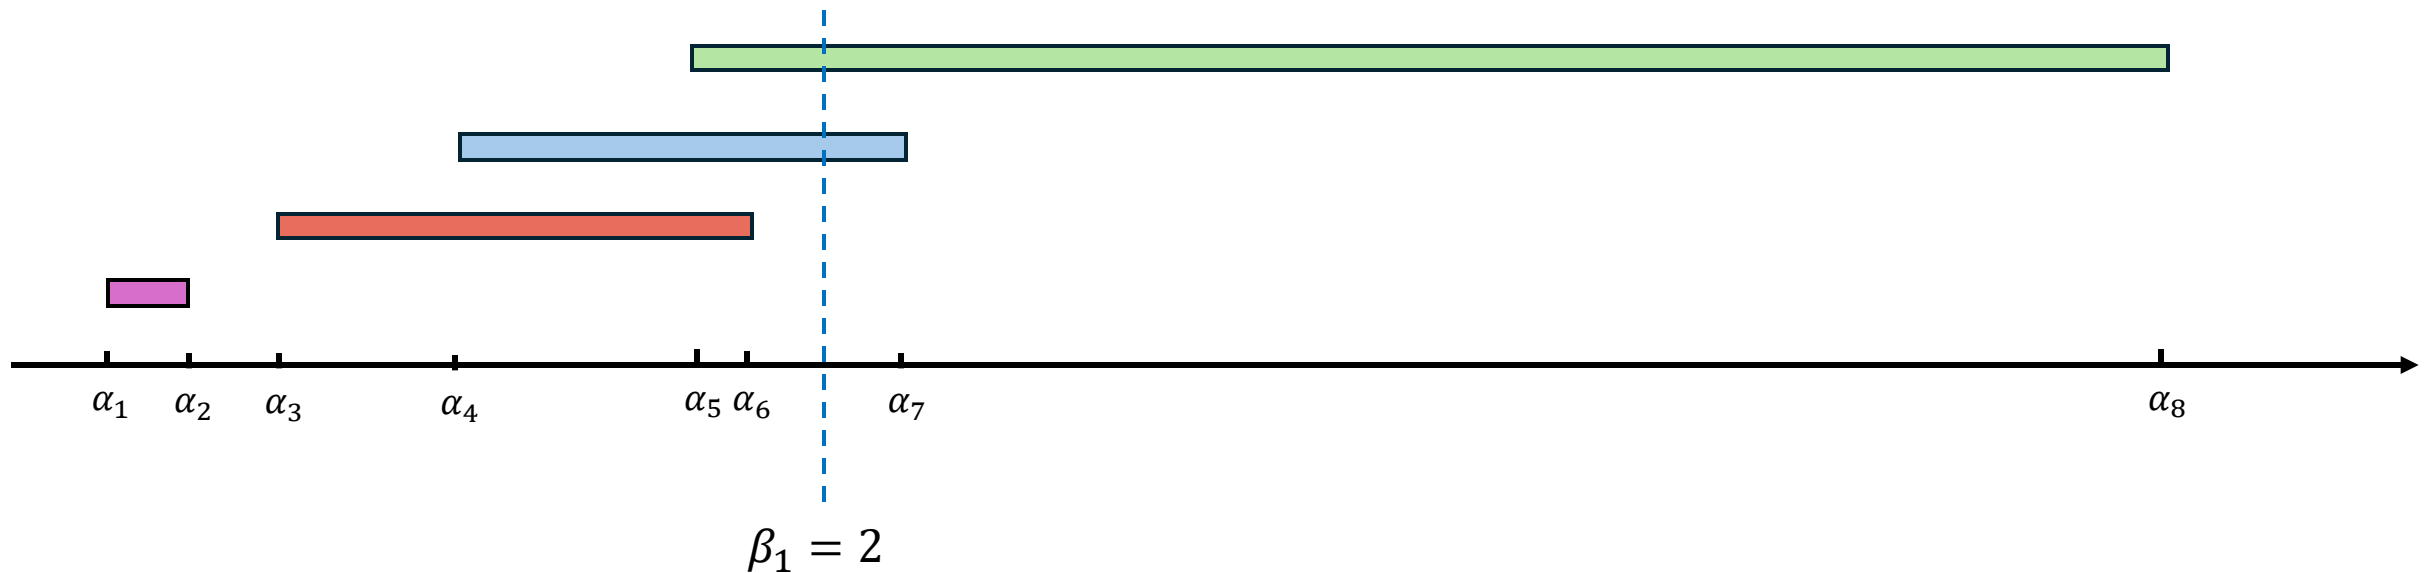 α₁ α₂ α₃ α₄ α₅ α₆ α₇ α₈
β₁ = 2